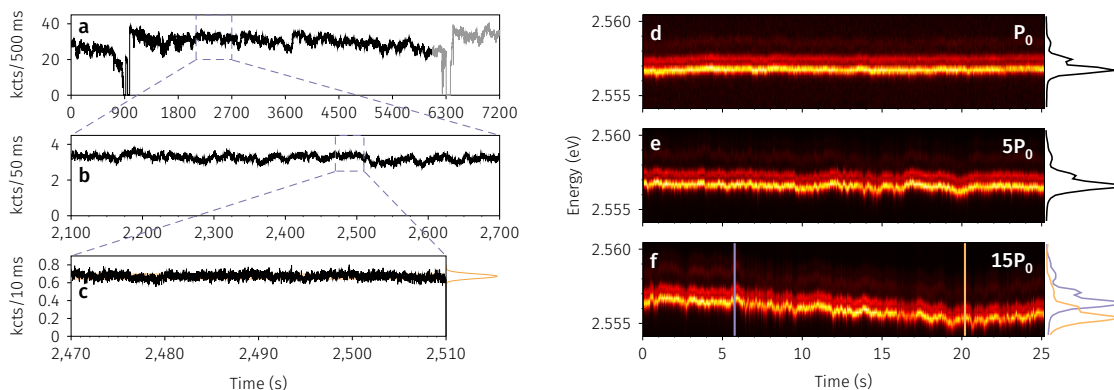 kcts/ 500 ms
40
20
0
a
0 900 1800 2700 3600 4500 5400 6300 7200
kcts/ 50 ms
4
2
0
b
2,100 2,200 2,300 2,400 2,500 2,600 2,700
kcts/ 10 ms
0.8
0.6
0.4
0.2
0
c
2,470 2,480 2,490 2,500 2,510
Time (s)
Energy (eV)
2.560
2.555
d P0
2.560
2.555
e 5P0
2.560
2.555
f 15P0
0 5 10 15 20 25
Time (s)